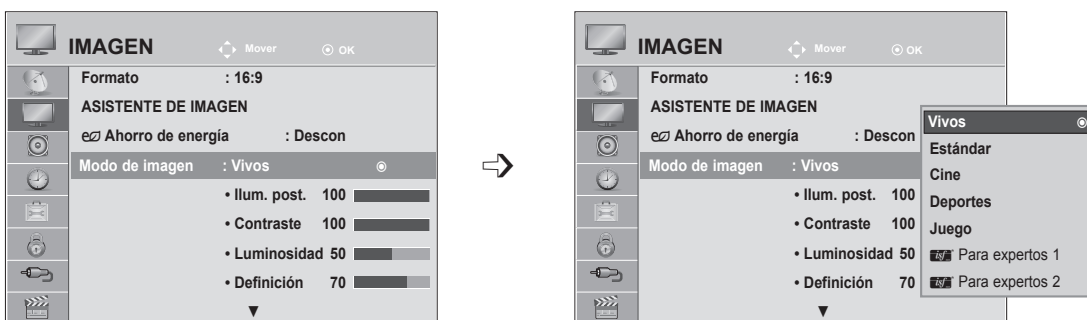 IMAGEN Mover OK
Formato : 16:9
ASISTENTE DE IMAGEN
e Ahorro de energía : Descon
Modo de imagen : Vivos
• Ilum. post. 100
• Contraste 100
• Luminosidad 50
• Definición 70
IMAGEN Mover OK
Formato : 16:9
ASISTENTE DE IMAGEN
e Ahorro de energía : Descon
Modo de imagen : Vivos
• Ilum. post. 100
• Contraste 100
• Luminosidad 50
• Definición 70
Vivos
Estándar
Cine
Deportes
Juego
isf Para expertos 1
isf Para expertos 2